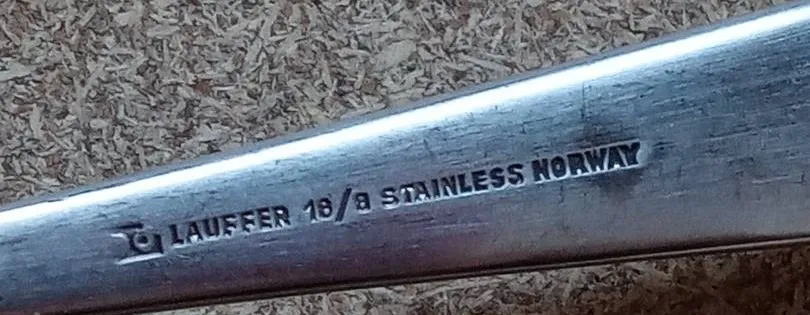 LAUFFER 18/8 STAINLESS NORWAY